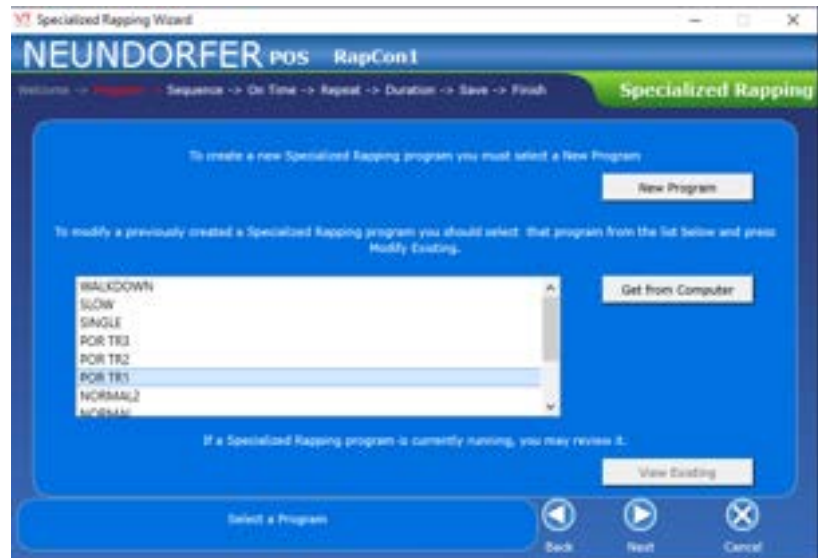 Specialized Rapping Wizard
NEUNDORFER POS RapCon1
Welcome -> Program -> Sequence -> On Time -> Repeat -> Duration -> Save -> Finish
Specialized Rapping
To create a new Specialized Rapping program you must select a New Program
New Program
To modify a previously created a Specialized Rapping program you should select that program from the list below and press
Modify Existing.
WALKDOWN
SLOW
SINGLE
POR TR3
POR TR2
POR TR1
NORMAL2
NORMAL
Get from Computer
If a Specialized Rapping program is currently running, you may review it.
View Existing
Select a Program
Back
Next
Cancel